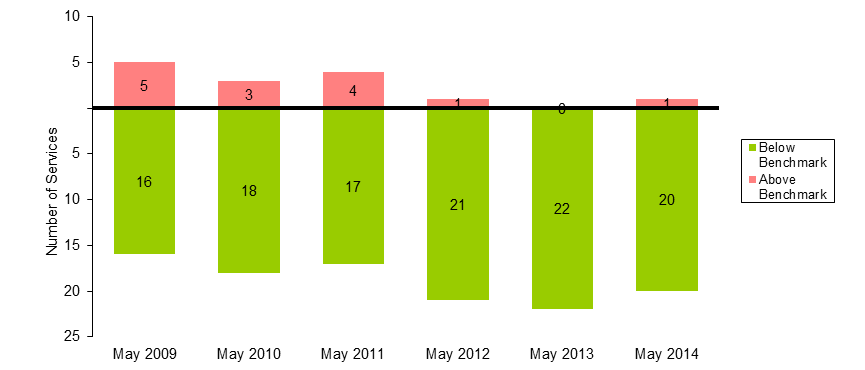 10
5
5
10
15
20
25
Number of Services
5
3
4
1
0
1
16
18
17
21
22
20
May 2009
May 2010
May 2011
May 2012
May 2013
May 2014
Below
Benchmark
Above
Benchmark